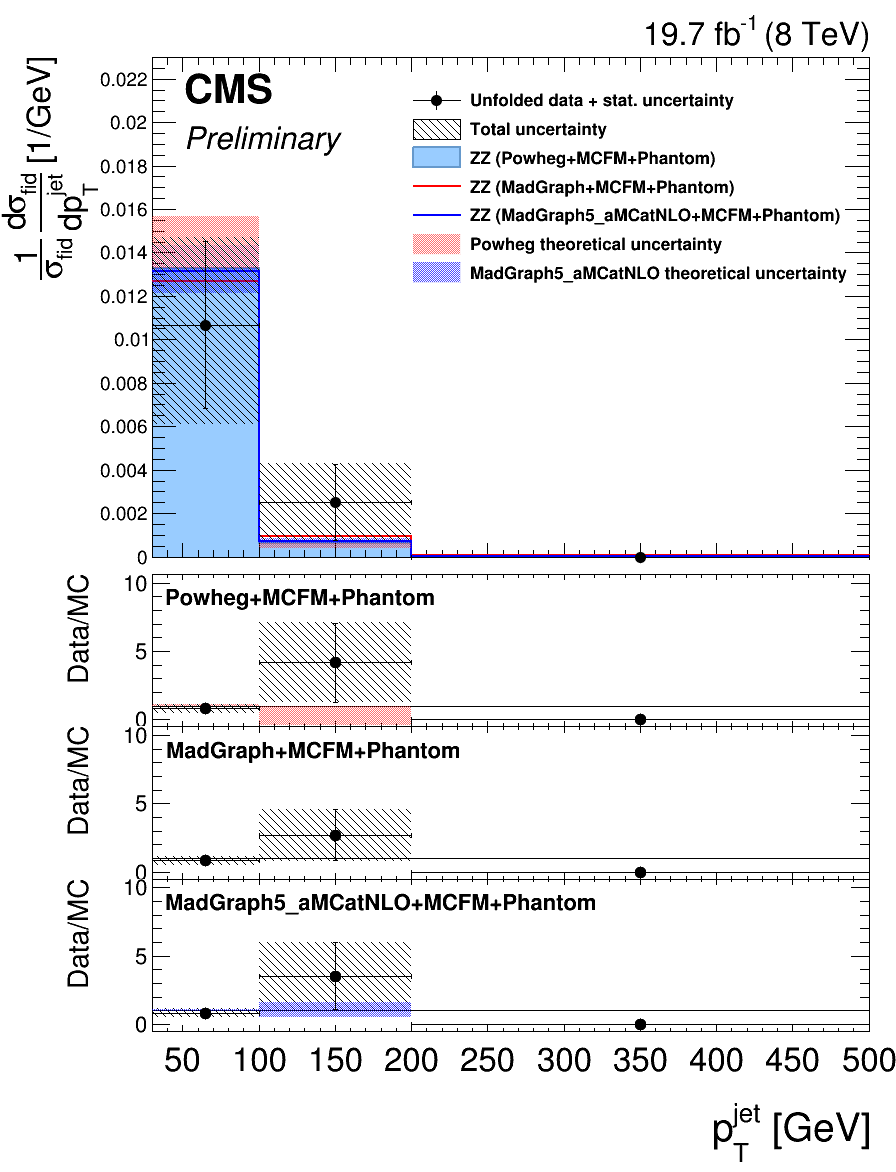 19.7 fb-1 (8 TeV)
CMS
Preliminary
1/σfid dσfid/dpTjet [1/GeV]
Unfolded data + stat. uncertainty
Total uncertainty
ZZ (Powheg+MCFM+Phantom)
ZZ (MadGraph+MCFM+Phantom)
ZZ (MadGraph5_aMCatNLO+MCFM+Phantom)
Powheg theoretical uncertainty
MadGraph5_aMCatNLO theoretical uncertainty
0.022
0.02
0.018
0.016
0.014
0.012
0.01
0.008
0.006
0.004
0.002
0
Data/MC
10
5
0
Powheg+MCFM+Phantom
Data/MC
10
5
0
MadGraph+MCFM+Phantom
Data/MC
10
5
0
MadGraph5_aMCatNLO+MCFM+Phantom
50 100 150 200 250 300 350 400 450 500
pTjet [GeV]